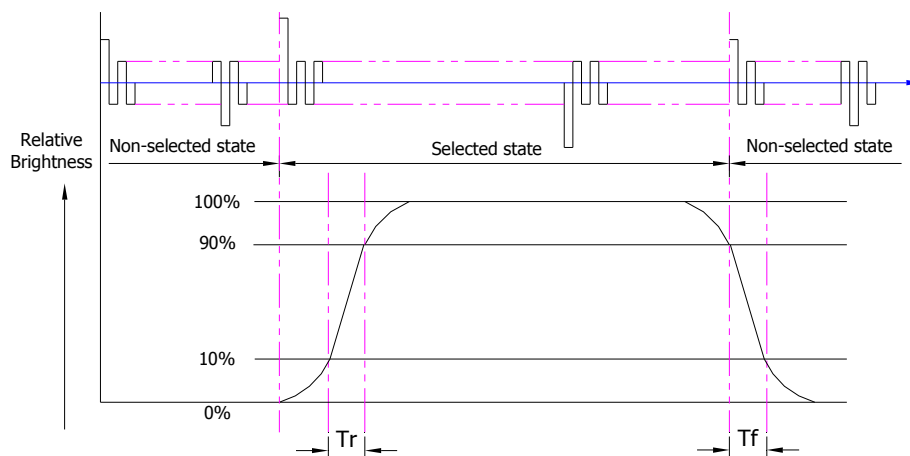 Relative
Brightness
Non-selected state
Selected state
Non-selected state
100%
90%
10%
0%
Tr
Tf